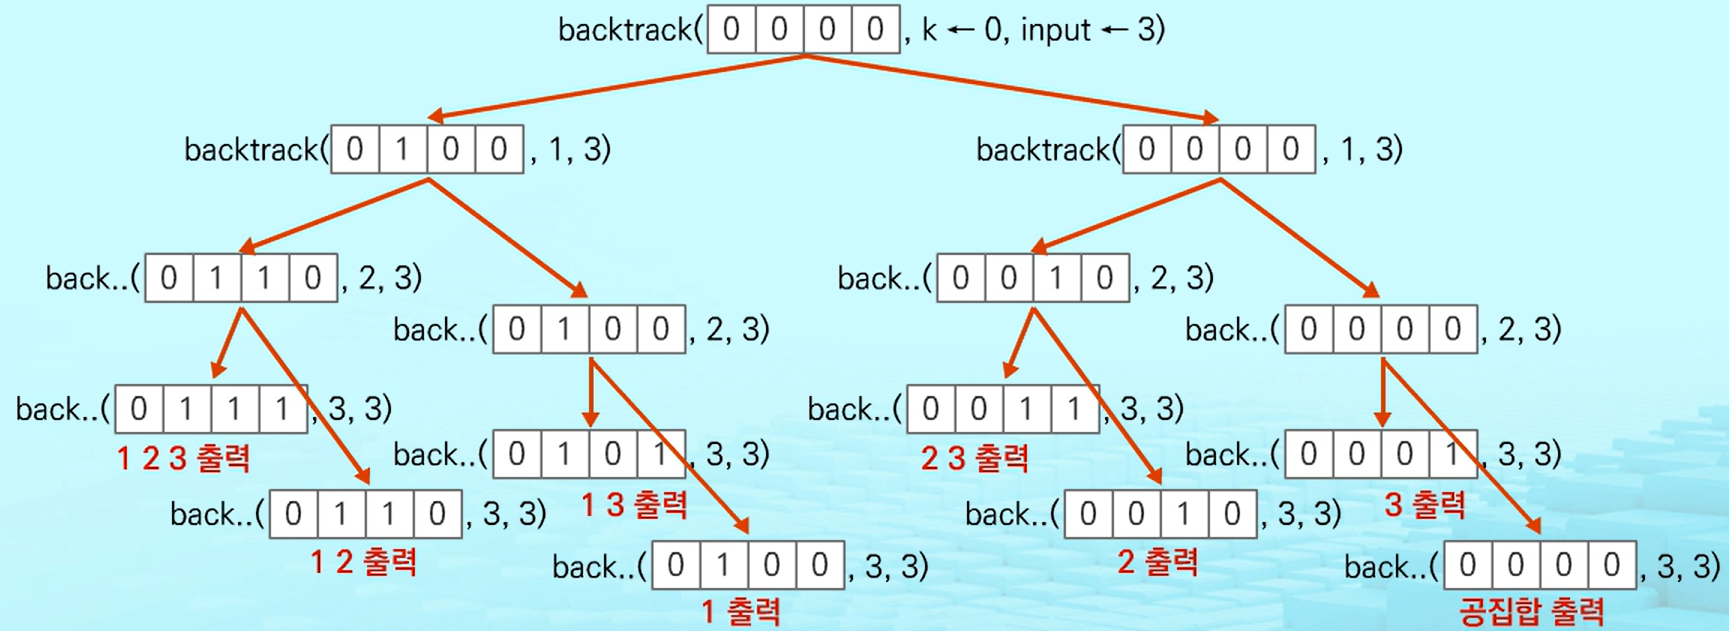 backtrack( 0 0 0 0 , k ← 0, input ← 3)
backtrack( 0 1 0 0 , 1, 3)
backtrack( 0 0 0 0 , 1, 3)
back..( 0 1 1 0 , 2, 3)
back..( 0 0 1 0 , 2, 3)
back..( 0 1 0 0 , 2, 3)
back..( 0 0 0 0 , 2, 3)
back..( 0 1 1 1 , 3, 3)
1 2 3 출력
back..( 0 0 1 1 , 3, 3)
2 3 출력
back..( 0 1 0 1 , 3, 3)
1 3 출력
back..( 0 0 0 1 , 3, 3)
3 출력
back..( 0 1 1 0 , 3, 3)
1 2 출력
back..( 0 0 1 0 , 3, 3)
2 출력
back..( 0 1 0 0 , 3, 3)
1 출력
back..( 0 0 0 0 , 3, 3)
공집합 출력